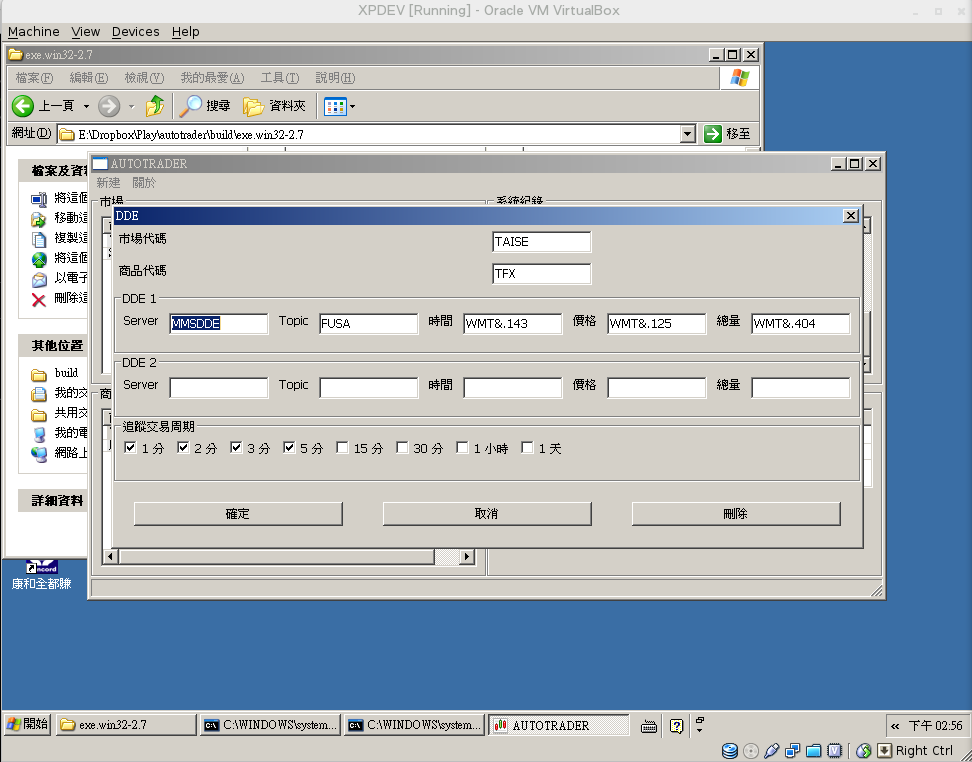 XPDEV [Running] - Oracle VM VirtualBox
Machine View Devices Help
exe.win32-2.7
檔案(F) 編輯(E) 檢視(V) 我的最愛(A) 工具(T) 說明(H)
上一頁 搜尋 資料夾
網址(D) E:\Dropbox\Play\autotrader\build\exe.win32-2.7 移至
檔案及資料
將這個
移動這
複製這
將這個
以電子
刪除這
其他位置
build
我的文
共用文
我的電
網路上
詳細資料
AUTOTRADER
新建 關於
市場 系統紀錄
DDE
市場代碼 TAISE
商品代碼 TFX
DDE 1
Server MMSDDE Topic FUSA 時間 WMT&.143 價格 WMT&.125 總量 WMT&.404
DDE 2
Server Topic 時間 價格 總量
商
追蹤交易周期
1 分 2 分 3 分 5 分 15 分 30 分 1 小時 1 天
確定 取消 刪除
ncord
康和全都賺
開始 exe.win32-2.7 C:\WINDOWS\system... C:\WINDOWS\system... AUTOTRADER 下午 02:56
Right Ctrl